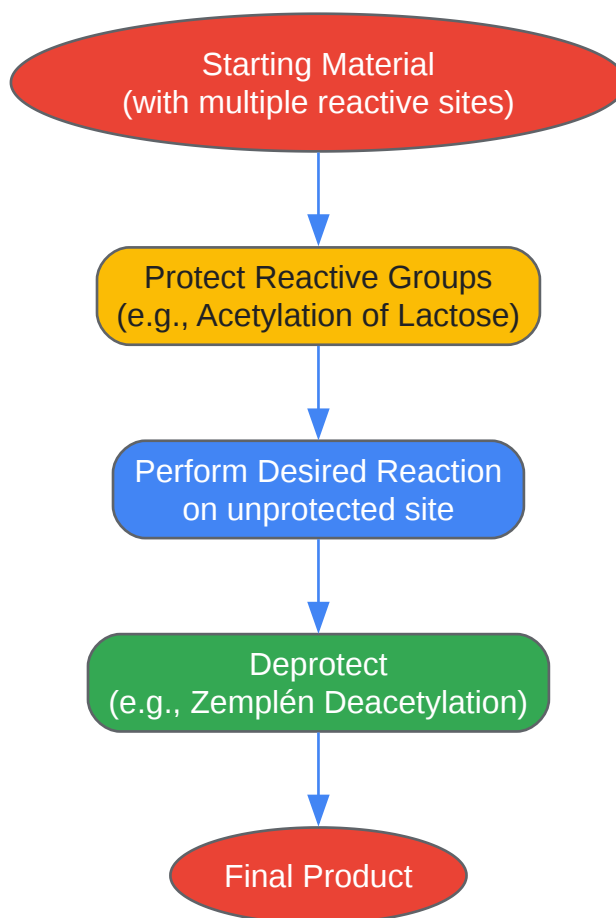 Starting Material
(with multiple reactive sites)
Protect Reactive Groups
(e.g., Acetylation of Lactose)
Perform Desired Reaction
on unprotected site
Deprotect
(e.g., Zemplén Deacetylation)
Final Product